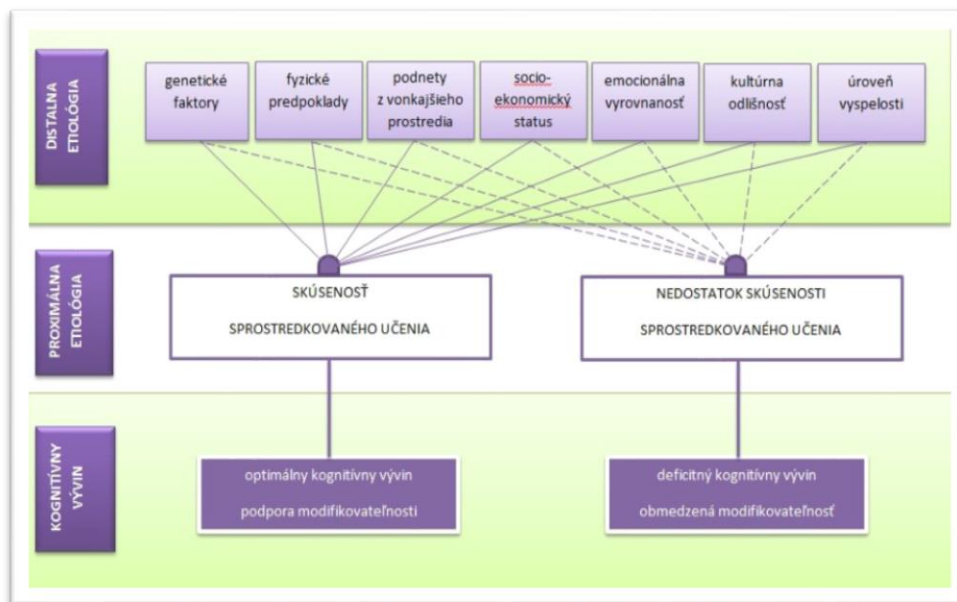 DISTALNA
ETIOLÓGIA
genetické
faktory
fyzické
predpoklady
podnety
z vonkajšieho
prostredia
socio-
ekonomický
status
emocionálna
vyrovnanosť
kultúrna
odlišnosť
úroveň
vyspelosti
PROXIMÁLNA
ETIOLÓGIA
SKÚSENOSŤ
SPROSTREDKOVANÉHO UČENIA
NEDOSTATOK SKÚSENOSTI
SPROSTREDKOVANÉHO UČENIA
KOGNITÍVNY
VÝVIN
optimálny kognitívny vývin
podpora modifikovateľnosti
deficitný kognitívny vývin
obmedzená modifikovateľnosť